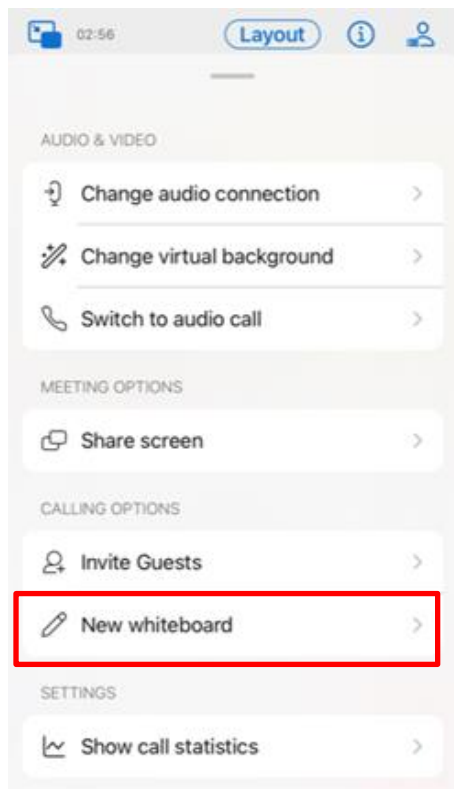 02:56 Layout
AUDIO & VIDEO
Change audio connection
Change virtual background
Switch to audio call
MEETING OPTIONS
Share screen
CALLING OPTIONS
Invite Guests
New whiteboard
SETTINGS
Show call statistics